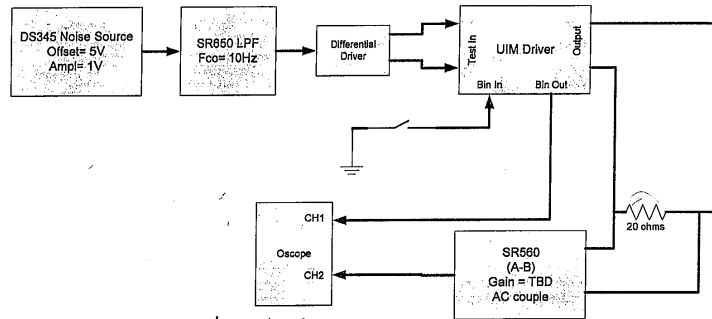 DS345 Noise Source
Offset= 5V
Ampl= 1V
SR650 LPF
Fco= 10Hz
Differential
Driver
Test In
UIM Driver
Output
Bin In
Bin Out
CH1
Oscope
CH2
SR560
(A-B)
Gain = TBD
AC couple
20 ohms